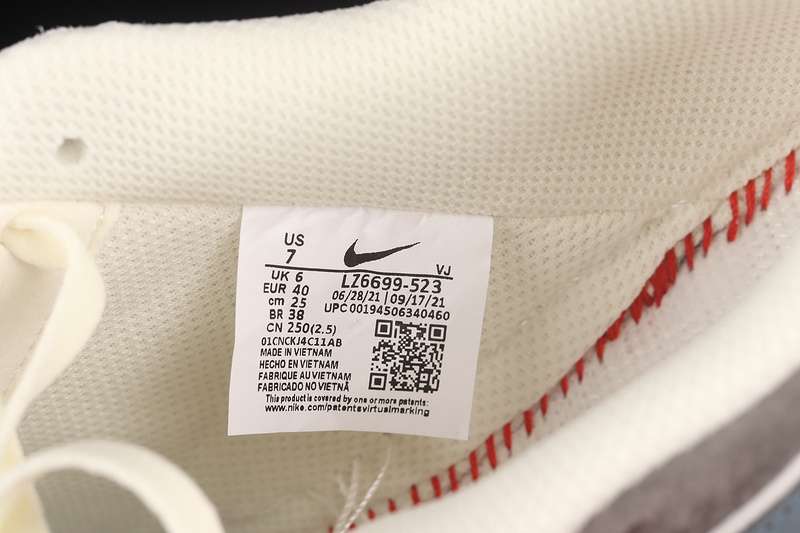 US
7
VJ
UK 6
LZ6699-523
EUR 40
06/28/21 | 09/17/21
cm 25
UPC 00194506340460
BR 38
CN 250(2.5)
01CNCKJ4C11AB
MADE IN VIETNAM
HECHO EN VIETNAM
FABRIQUE AU VIETNAM
FABRICADO NO VIETNÃ
This product is covered by one or more patents:
www.nike.com/patentsvirtualmarking